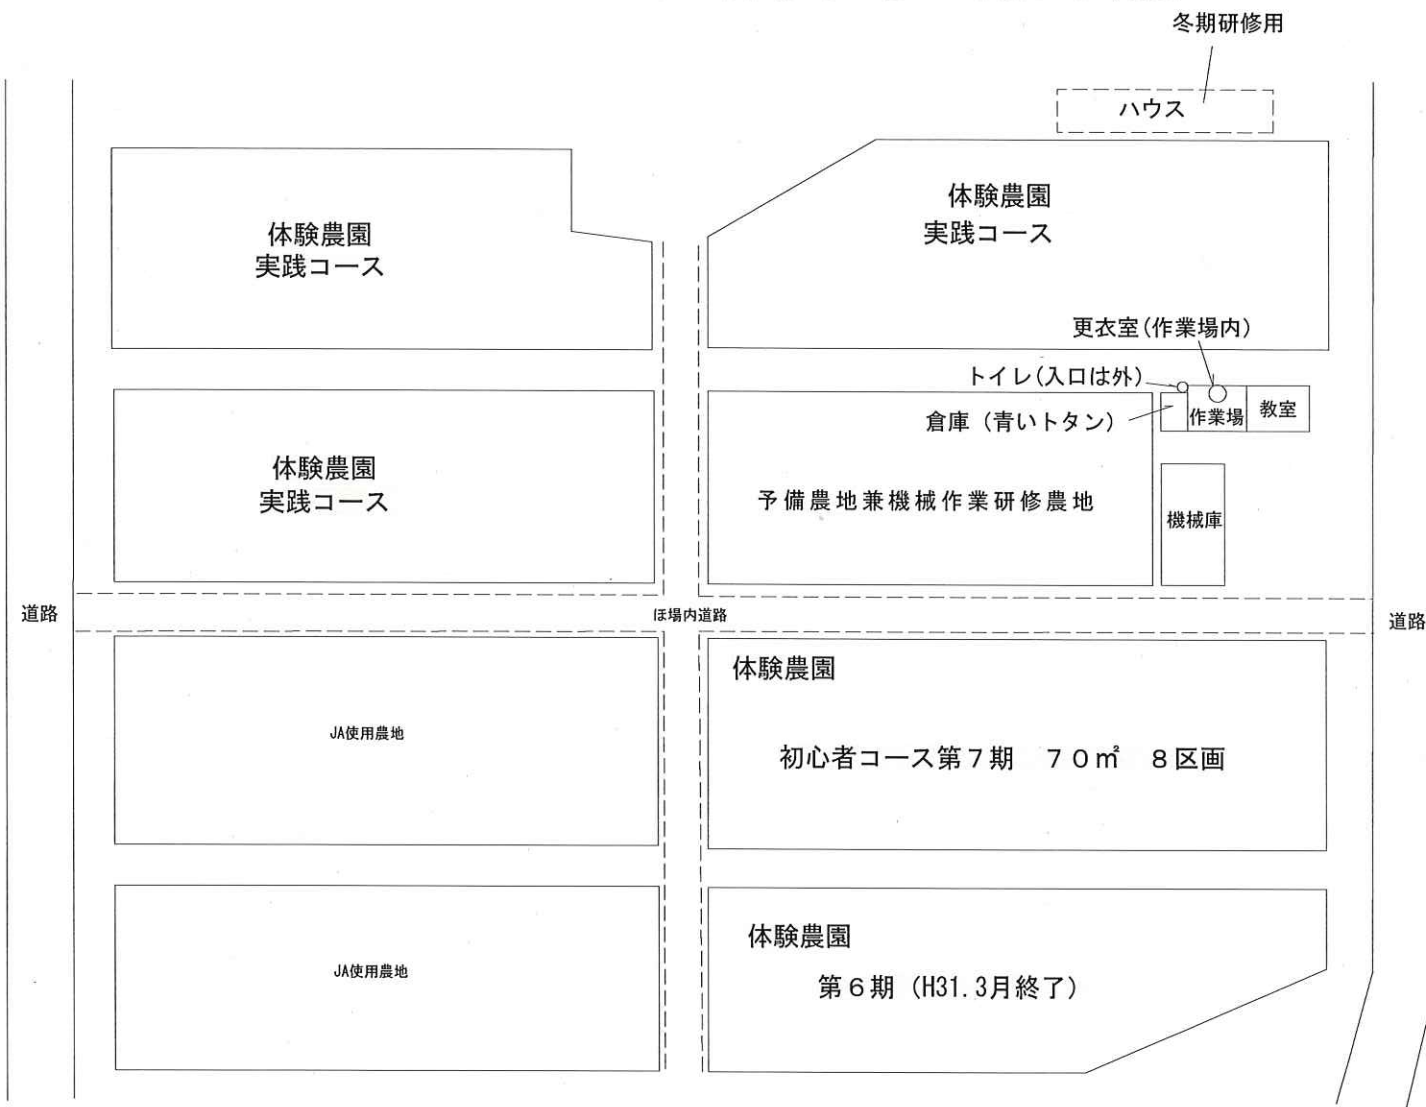 冬期研修用
ハウス
体験農園
実践コース
体験農園
実践コース
更衣室(作業場内)
トイレ(入口は外)
倉庫（青いトタン）
作業場
教室
体験農園
実践コース
予備農地兼機械作業研修農地
機械庫
道路
ほ場内道路
道路
体験農園
初心者コース第７期　７０㎡　８区画
JA使用農地
体験農園
第６期（H31.3月終了）
JA使用農地